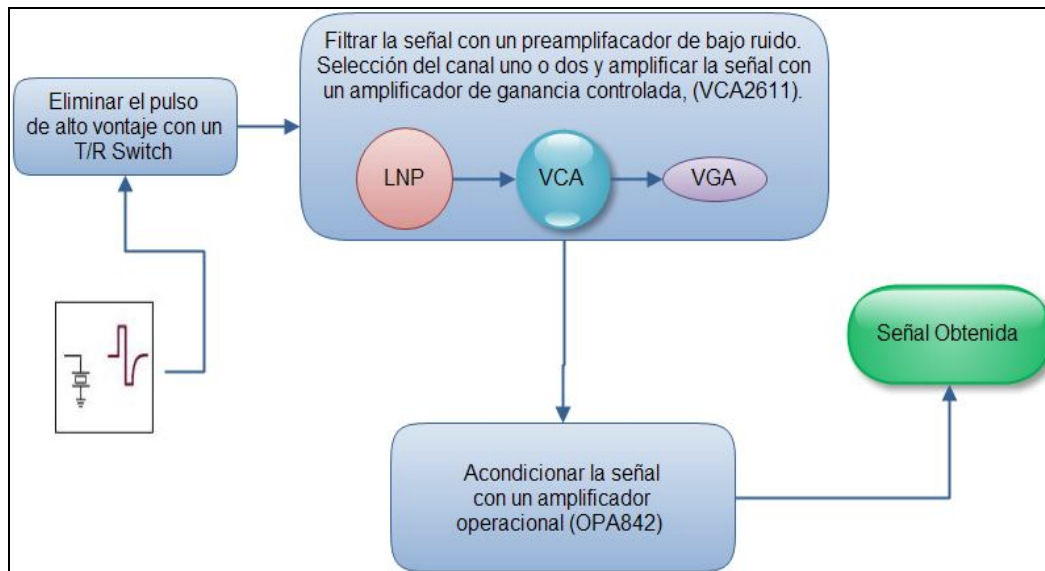 Eliminar el pulso
de alto vontaje con un
T/R Switch
Filtrar la señal con un preamplifacador de bajo ruido.
Selección del canal uno o dos y amplificar la señal con
un amplificador de ganancia controlada, (VCA2611).
LNP
VCA
VGA
Señal Obtenida
Acondicionar la señal
con un amplificador
operacional (OPA842)